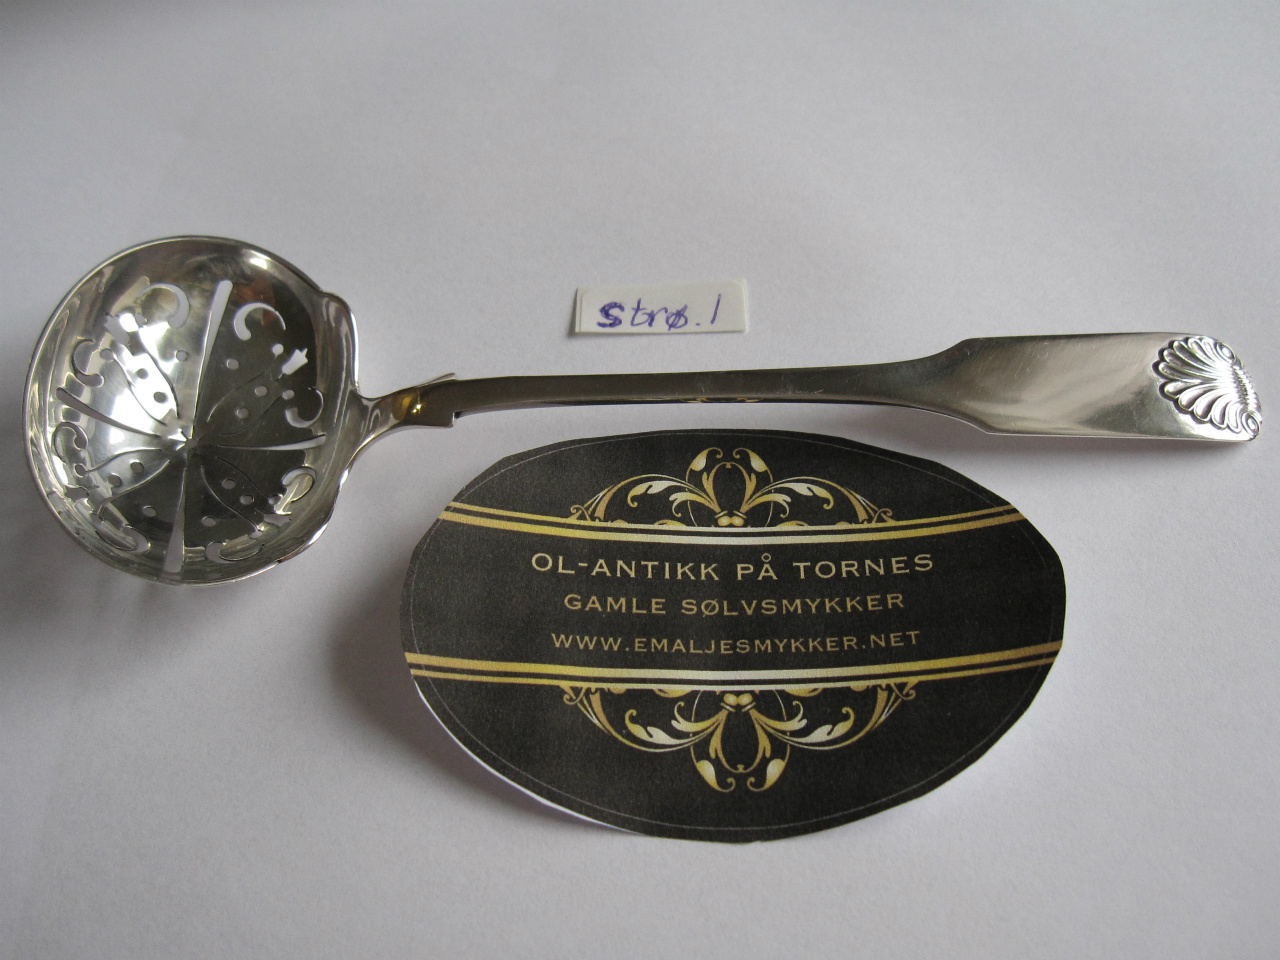 strø. 1
OL-ANTIKK PÅ TORNES
GAMLE SØLVSMYKKER
WWW.EMALJESMYKKER.NET